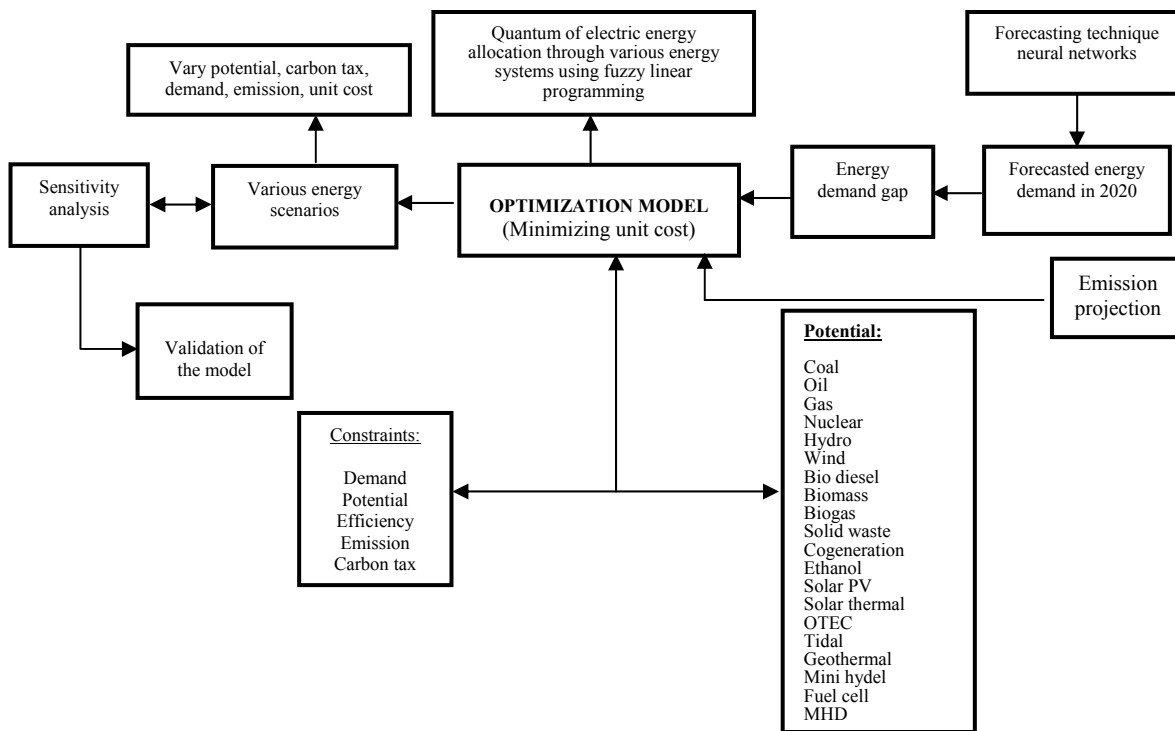 Vary potential, carbon tax,
demand, emission, unit cost
Quantum of electric energy
allocation through various energy
systems using fuzzy linear
programming
Forecasting technique
neural networks
Sensitivity
analysis
Various energy
scenarios
OPTIMIZATION MODEL
(Minimizing unit cost)
Energy
demand gap
Forecasted energy
demand in 2020
Emission
projection
Validation of
the model
Constraints:
Demand
Potential
Efficiency
Emission
Carbon tax
Potential:
Coal
Oil
Gas
Nuclear
Hydro
Wind
Bio diesel
Biomass
Biogas
Solid waste
Cogeneration
Ethanol
Solar PV
Solar thermal
OTEC
Tidal
Geothermal
Mini hydel
Fuel cell
MHD